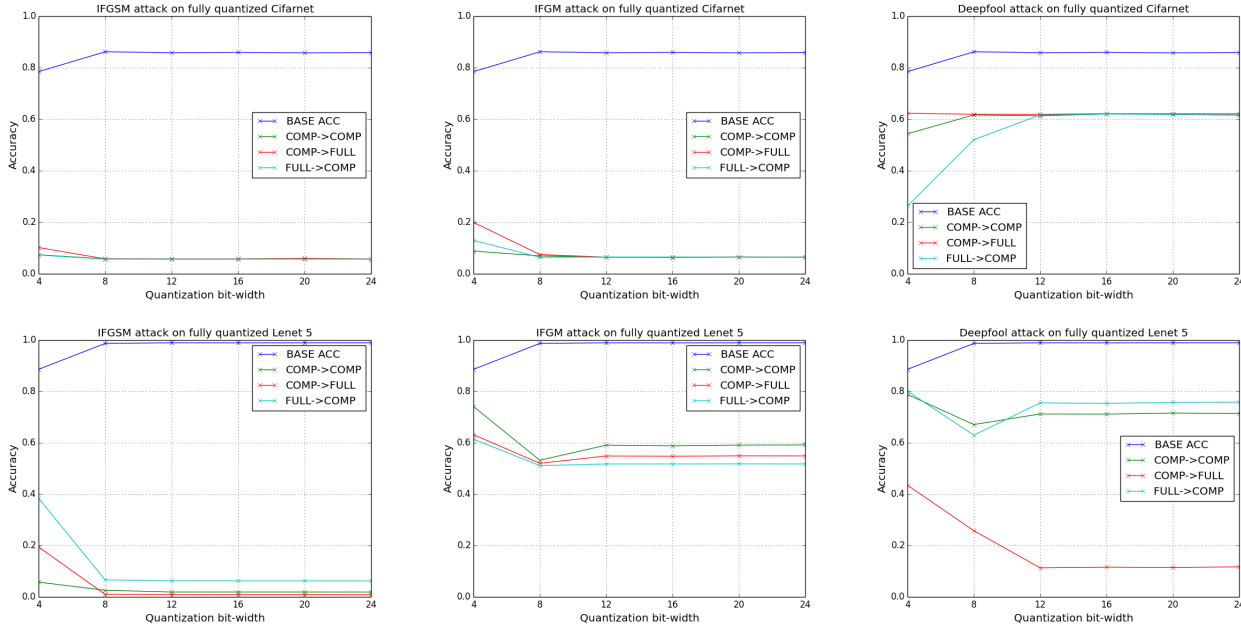 IFGSM attack on fully quantized Cifarnet
1.0
0.8
0.6
0.4
0.2
0.0
Accuracy
BASE ACC
COMP->COMP
COMP->FULL
FULL->COMP
4 8 12 16 20 24
Quantization bit-width
IFGM attack on fully quantized Cifarnet
1.0
0.8
0.6
0.4
0.2
0.0
Accuracy
BASE ACC
COMP->COMP
COMP->FULL
FULL->COMP
4 8 12 16 20 24
Quantization bit-width
Deepfool attack on fully quantized Cifarnet
1.0
0.8
0.6
0.4
0.2
0.0
Accuracy
BASE ACC
COMP->COMP
COMP->FULL
FULL->COMP
4 8 12 16 20 24
Quantization bit-width
IFGSM attack on fully quantized Lenet 5
1.0
0.8
0.6
0.4
0.2
0.0
Accuracy
BASE ACC
COMP->COMP
COMP->FULL
FULL->COMP
4 8 12 16 20 24
Quantization bit-width
IFGM attack on fully quantized Lenet 5
1.0
0.8
0.6
0.4
0.2
0.0
Accuracy
BASE ACC
COMP->COMP
COMP->FULL
FULL->COMP
4 8 12 16 20 24
Quantization bit-width
Deepfool attack on fully quantized Lenet 5
1.0
0.8
0.6
0.4
0.2
0.0
Accuracy
BASE ACC
COMP->COMP
COMP->FULL
FULL->COMP
4 8 12 16 20 24
Quantization bit-width